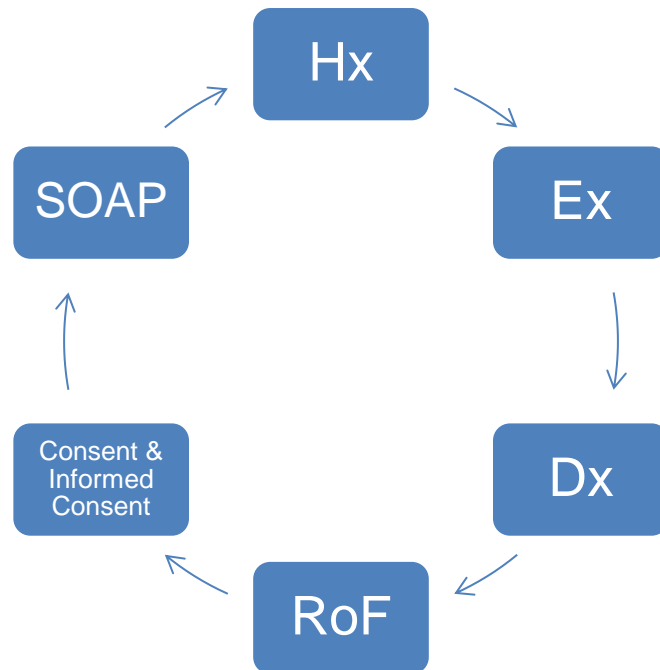 Hx
Ex
Dx
RoF
Consent &
Informed
Consent
SOAP